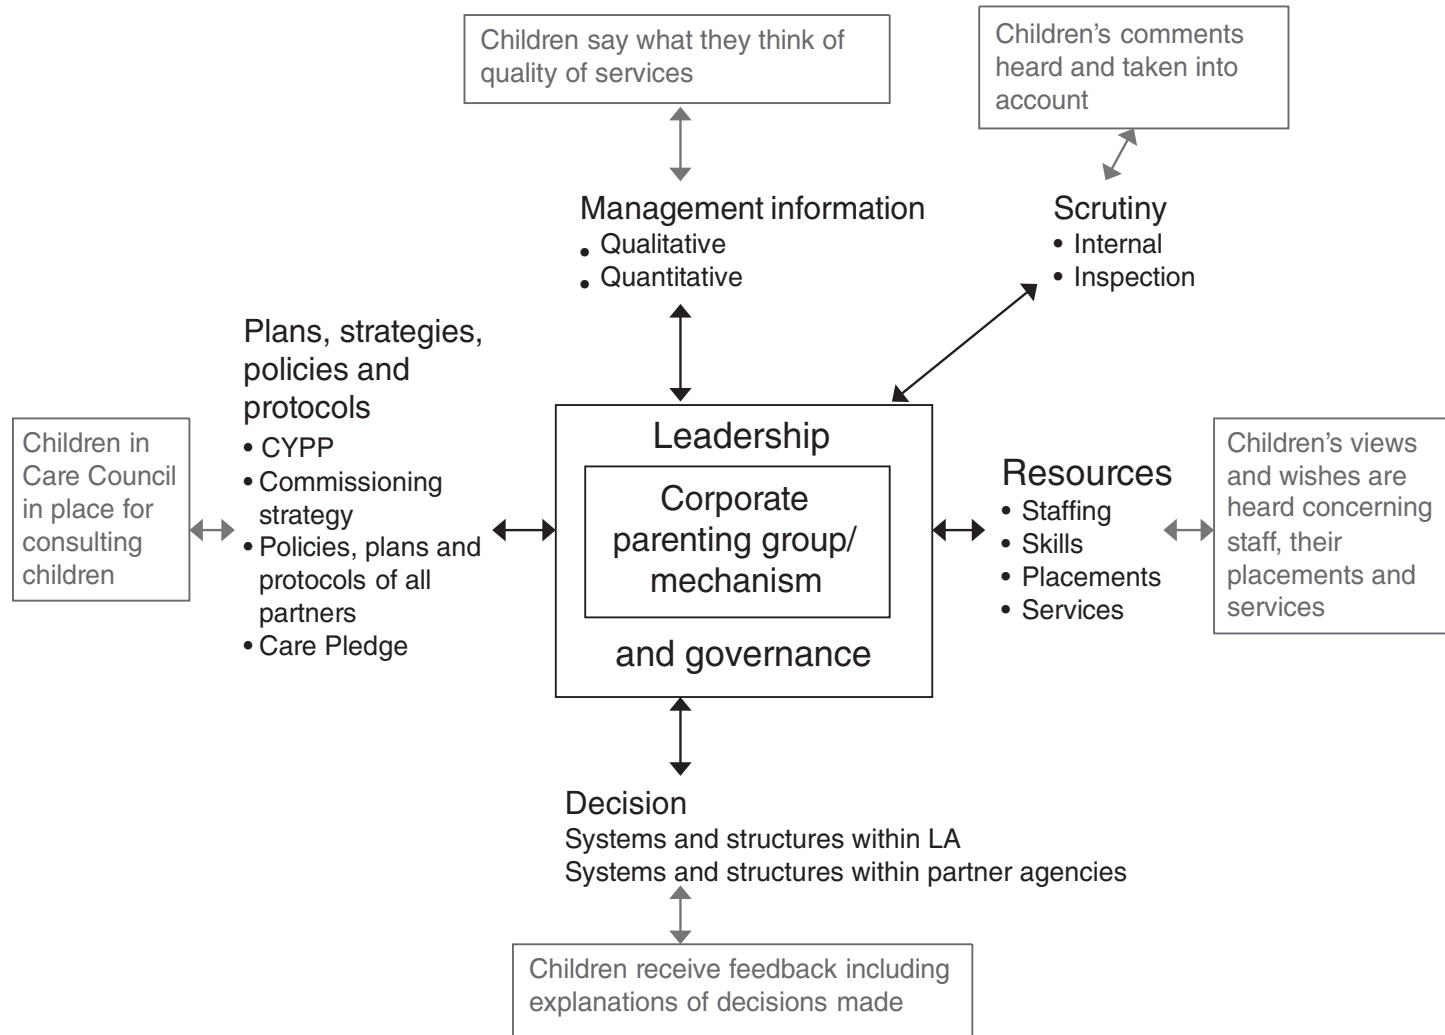 Children say what they think of
quality of services
Children’s comments
heard and taken into
account
Management information
• Qualitative
• Quantitative
Scrutiny
• Internal
• Inspection
Plans, strategies,
policies and
protocols
• CYPP
• Commissioning
strategy
• Policies, plans and
protocols of all
partners
• Care Pledge
Children in
Care Council
in place for
consulting
children
Leadership
Corporate
parenting group/
mechanism
and governance
Resources
• Staffing
• Skills
• Placements
• Services
Children’s views
and wishes are
heard concerning
staff, their
placements and
services
Decision
Systems and structures within LA
Systems and structures within partner agencies
Children receive feedback including
explanations of decisions made